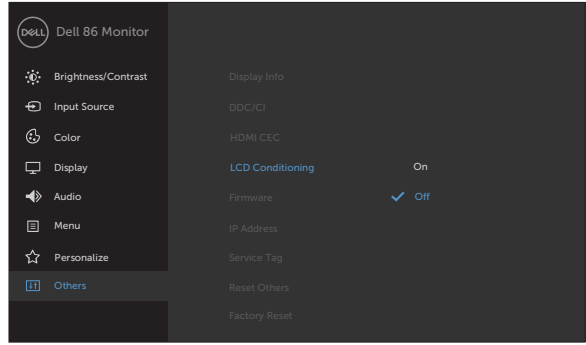 DELL Dell 86 Monitor
Brightness/Contrast
Display Info
Input Source
DDC/CI
Color
HDMI CEC
Display
LCD Conditioning On
Audio
Firmware Off
Menu
IP Address
Personalize
Service Tag
Others
Reset Others
Factory Reset